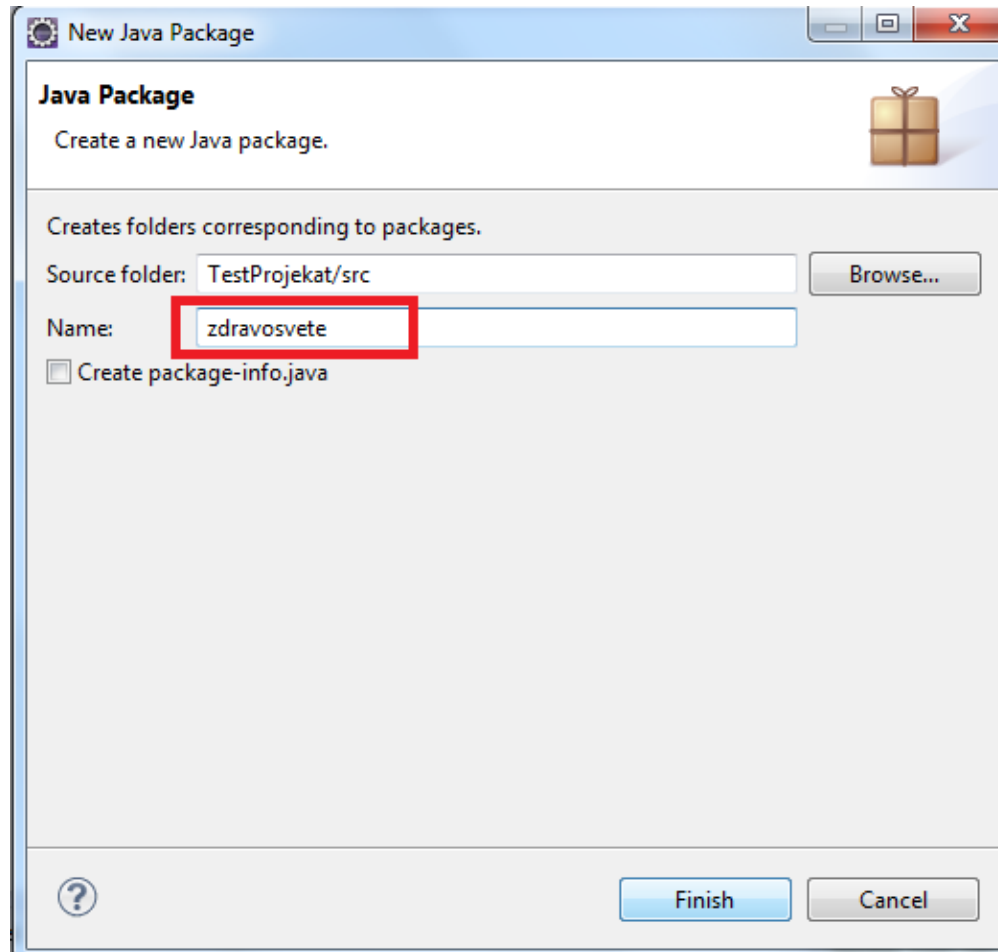 New Java Package
Java Package
Create a new Java package.
Creates folders corresponding to packages.
Source folder: TestProjekat/src Browse...
Name: zdravosvete
Create package-info.java
? Finish Cancel